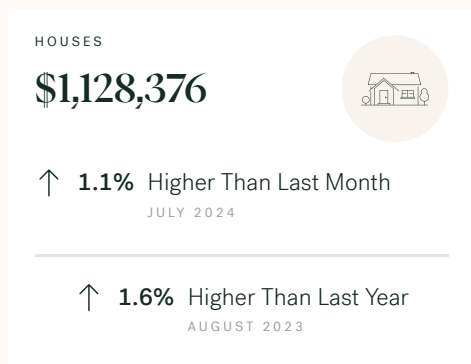 HOUSES
$1,128,376
↑ 1.1% Higher Than Last Month
JULY 2024
↑ 1.6% Higher Than Last Year
AUGUST 2023